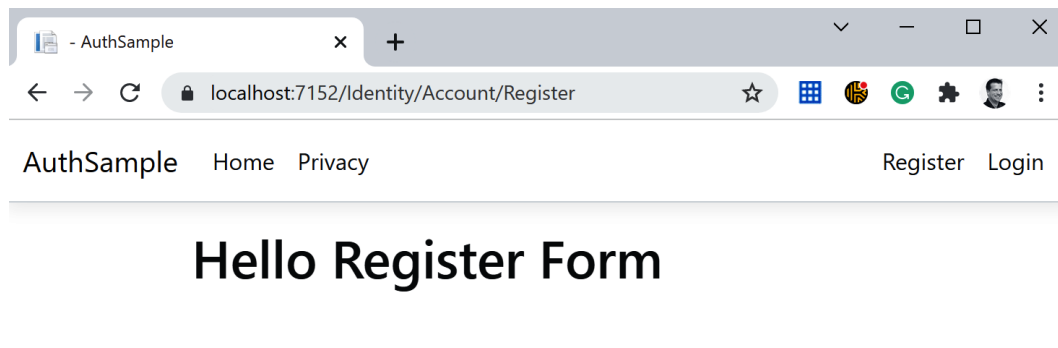 - AuthSample
localhost:7152/Identity/Account/Register
AuthSample Home Privacy Register Login
Hello Register Form